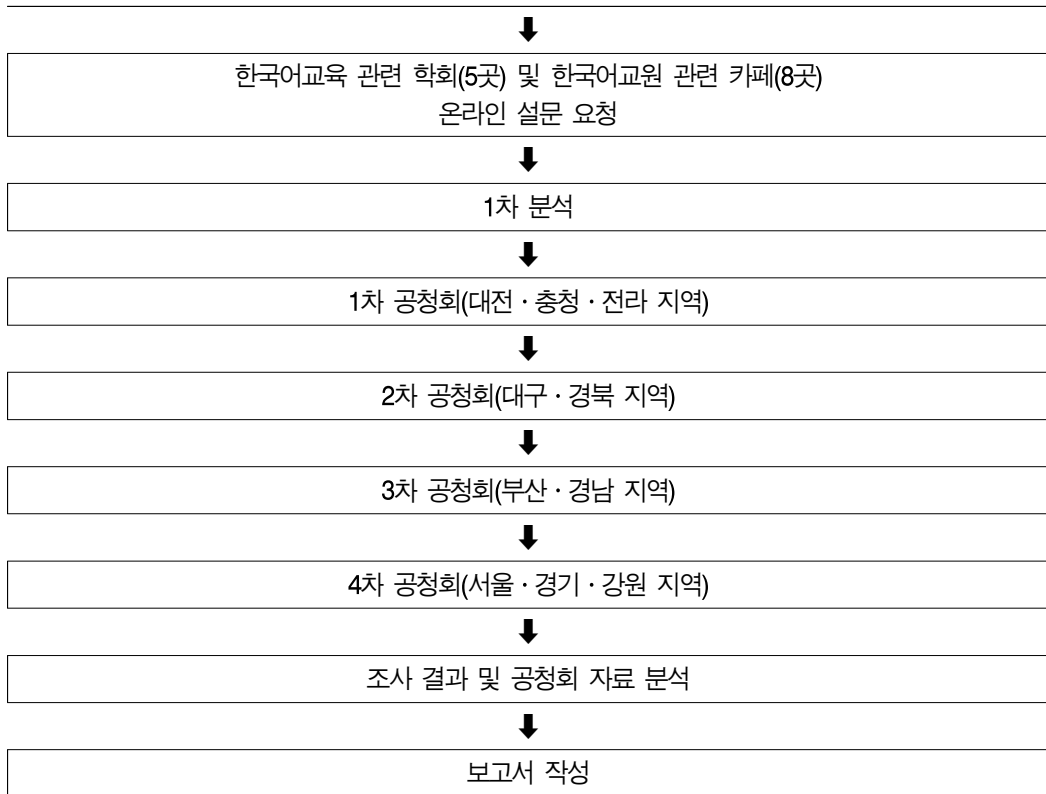 한국어교육 관련 학회(5곳) 및 한국어교원 관련 카페(8곳)
온라인 설문 요청
1차 분석
1차 공청회(대전·충청·전라 지역)
2차 공청회(대구·경북 지역)
3차 공청회(부산·경남 지역)
4차 공청회(서울·경기·강원 지역)
조사 결과 및 공청회 자료 분석
보고서 작성